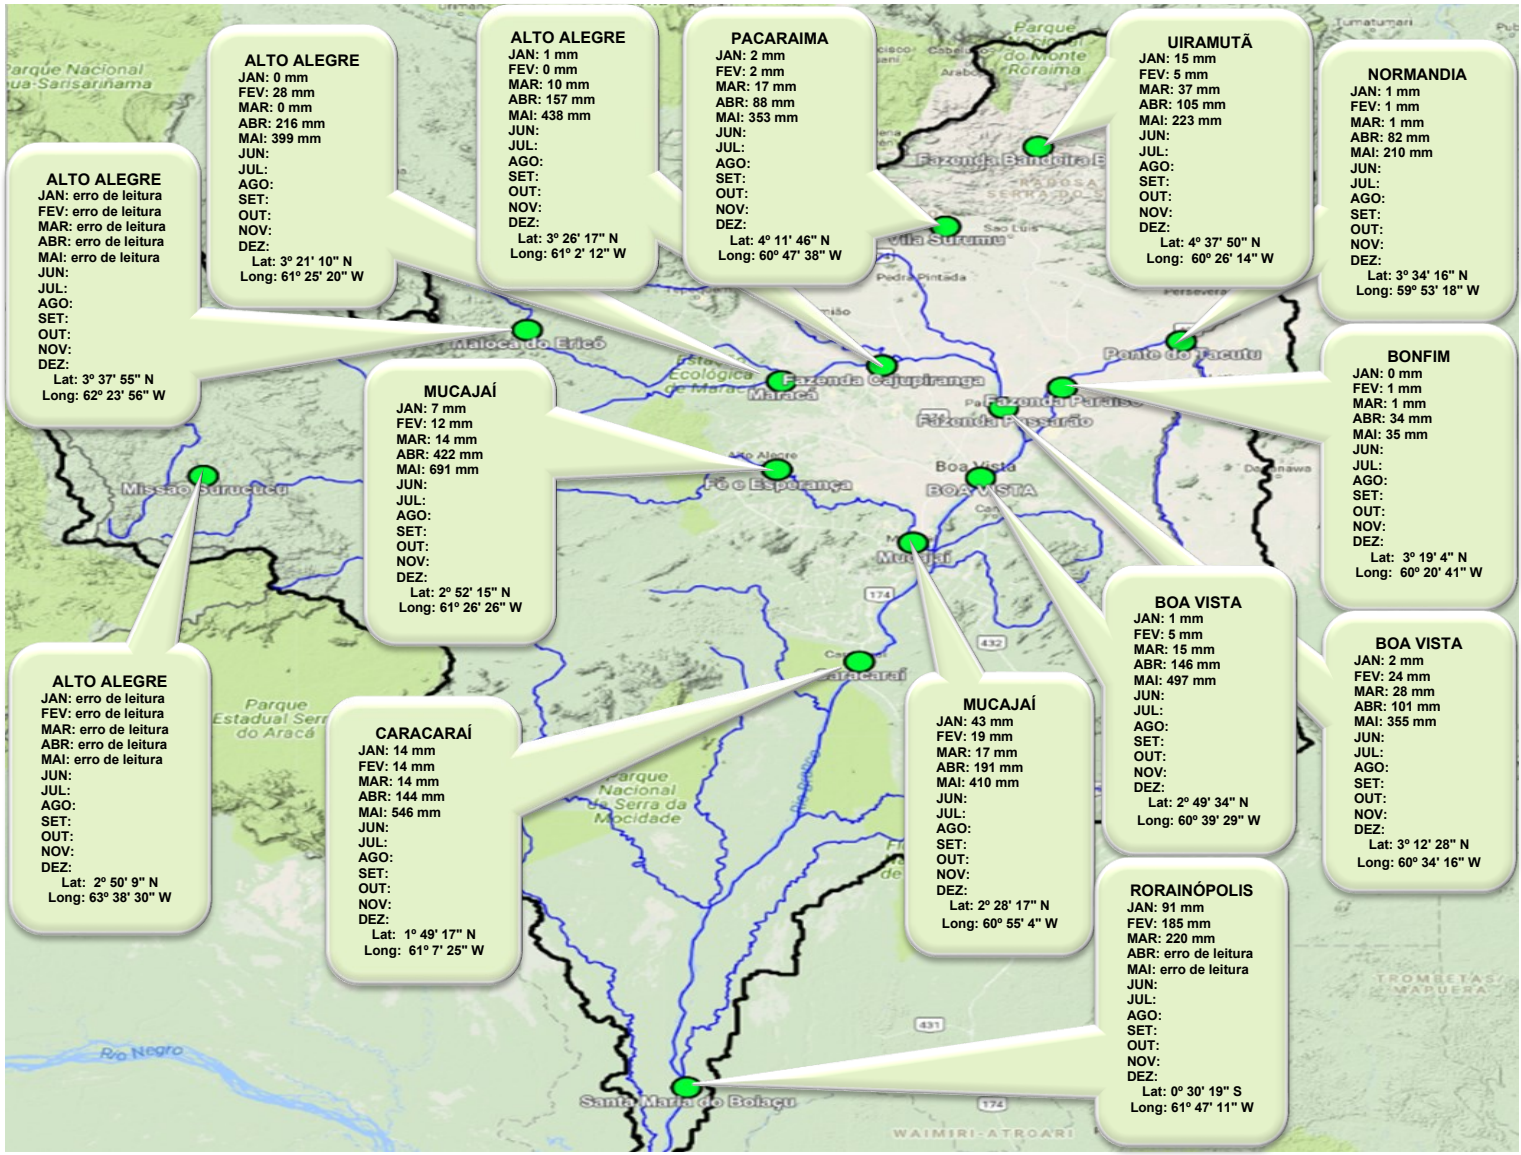 ALTO ALEGRE
JAN: 0 mm
FEV: 28 mm
MAR: 0 mm
ABR: 216 mm
MAI: 399 mm
JUN:
JUL:
AGO:
SET:
OUT:
NOV:
DEZ:
Lat: 3º 21' 10" N
Long: 61º 25' 20" W
ALTO ALEGRE
JAN: 1 mm
FEV: 0 mm
MAR: 10 mm
ABR: 157 mm
MAI: 438 mm
JUN:
JUL:
AGO:
SET:
OUT:
NOV:
DEZ:
Lat: 3º 26' 17" N
Long: 61º 2' 12" W
PACARAIMA
JAN: 2 mm
FEV: 2 mm
MAR: 17 mm
ABR: 88 mm
MAI: 353 mm
JUN:
JUL:
AGO:
SET:
OUT:
NOV:
DEZ:
Lat: 4º 11' 46" N
Long: 60º 47' 38" W
UIRAMUTÃ
JAN: 15 mm
FEV: 5 mm
MAR: 37 mm
ABR: 105 mm
MAI: 223 mm
JUN:
JUL:
AGO:
SET:
OUT:
NOV:
DEZ:
Lat: 4º 37' 50" N
Long: 60º 26' 14" W
NORMANDIA
JAN: 1 mm
FEV: 1 mm
MAR: 1 mm
ABR: 82 mm
MAI: 210 mm
JUN:
JUL:
AGO:
SET:
OUT:
NOV:
DEZ:
Lat: 3º 34' 16" N
Long: 59º 53' 18" W
ALTO ALEGRE
JAN: erro de leitura
FEV: erro de leitura
MAR: erro de leitura
ABR: erro de leitura
MAI: erro de leitura
JUN:
JUL:
AGO:
SET:
OUT:
NOV:
DEZ:
Lat: 3º 37' 55" N
Long: 62º 23' 56" W
MUCAJAÍ
JAN: 7 mm
FEV: 12 mm
MAR: 14 mm
ABR: 422 mm
MAI: 691 mm
JUN:
JUL:
AGO:
SET:
OUT:
NOV:
DEZ:
Lat: 2º 52' 15" N
Long: 61º 26' 26" W
BONFIM
JAN: 0 mm
FEV: 1 mm
MAR: 1 mm
ABR: 34 mm
MAI: 35 mm
JUN:
JUL:
AGO:
SET:
OUT:
NOV:
DEZ:
Lat: 3º 19' 4" N
Long: 60º 20' 41" W
ALTO ALEGRE
JAN: erro de leitura
FEV: erro de leitura
MAR: erro de leitura
ABR: erro de leitura
MAI: erro de leitura
JUN:
JUL:
AGO:
SET:
OUT:
NOV:
DEZ:
Lat: 2º 50' 9" N
Long: 63º 38' 30" W
CARACARAÍ
JAN: 14 mm
FEV: 14 mm
MAR: 14 mm
ABR: 144 mm
MAI: 546 mm
JUN:
JUL:
AGO:
SET:
OUT:
NOV:
DEZ:
Lat: 1º 49' 17" N
Long: 61º 7' 25" W
MUCAJAÍ
JAN: 43 mm
FEV: 19 mm
MAR: 17 mm
ABR: 191 mm
MAI: 410 mm
JUN:
JUL:
AGO:
SET:
OUT:
NOV:
DEZ:
Lat: 2º 28' 17" N
Long: 60º 55' 4" W
BOA VISTA
JAN: 1 mm
FEV: 5 mm
MAR: 15 mm
ABR: 146 mm
MAI: 497 mm
JUN:
JUL:
AGO:
SET:
OUT:
NOV:
DEZ:
Lat: 2º 49' 34" N
Long: 60º 39' 29" W
BOA VISTA
JAN: 2 mm
FEV: 24 mm
MAR: 28 mm
ABR: 101 mm
MAI: 355 mm
JUN:
JUL:
AGO:
SET:
OUT:
NOV:
DEZ:
Lat: 3º 12' 28" N
Long: 60º 34' 16" W
RORAINÓPOLIS
JAN: 91 mm
FEV: 185 mm
MAR: 220 mm
ABR: erro de leitura
MAI: erro de leitura
JUN:
JUL:
AGO:
SET:
OUT:
NOV:
DEZ:
Lat: 0º 30' 19" S
Long: 61º 47' 11" W
Parque Nacional
Tumatumari
Fazenda Bandeira B
Vila Surumu
Sao Luis
Pedra Pintada
Maloca do Ericó
Ponte do Tacutu
Maracá
Fazenda Cajupiranga
Fazenda Paraíso
Fazenda Passarão
Alto Alegre
Fé e Esperança
Boa Vista
BOA VISTA
Missão Surucucu
Mucajaí
174
432
Caracaraí
Parque
Estadual Serra
do Aracá
Parque
Nacional
da Serra da
Mocidade
Rio Branco
Rio Negro
431
174
Santa Maria do Boiaçu
TROMBETAS/
MAPUERA
WAIMIRI-ATROARI